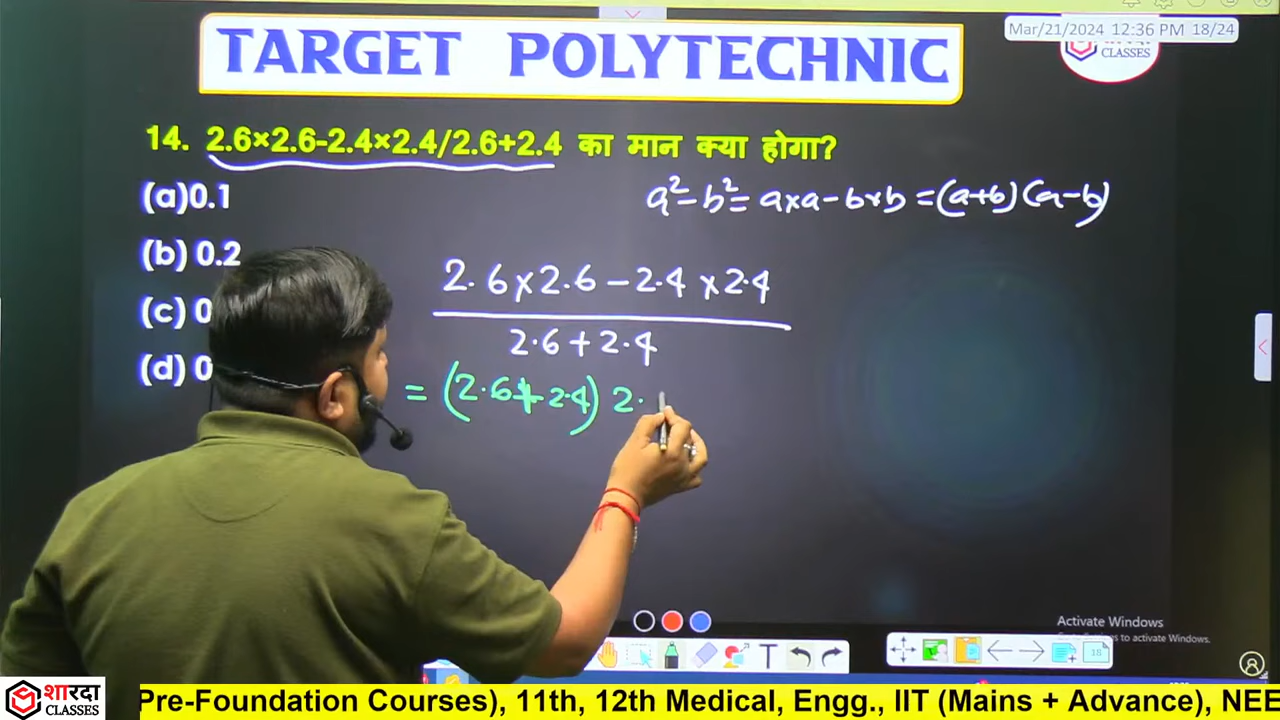 TARGET POLYTECHNIC
Mar/21/2024 12:36 PM 18/24
शारदा
CLASSES
14. 2.6×2.6-2.4×2.4/2.6+2.4 का मान क्या होगा?
(a)0.1
a²-b²= a×a-b×b =(a+b)(a-b)
(b) 0.2
2.6×2.6-2.4×2.4
(c) 0
2.6+2.4
(d) 0
= (2.6+2.4) 2.
Activate Windows
to activate Windows.
T
18
शारदा
CLASSES
Pre-Foundation Courses), 11th, 12th Medical, Engg., IIT (Mains + Advance), NEE